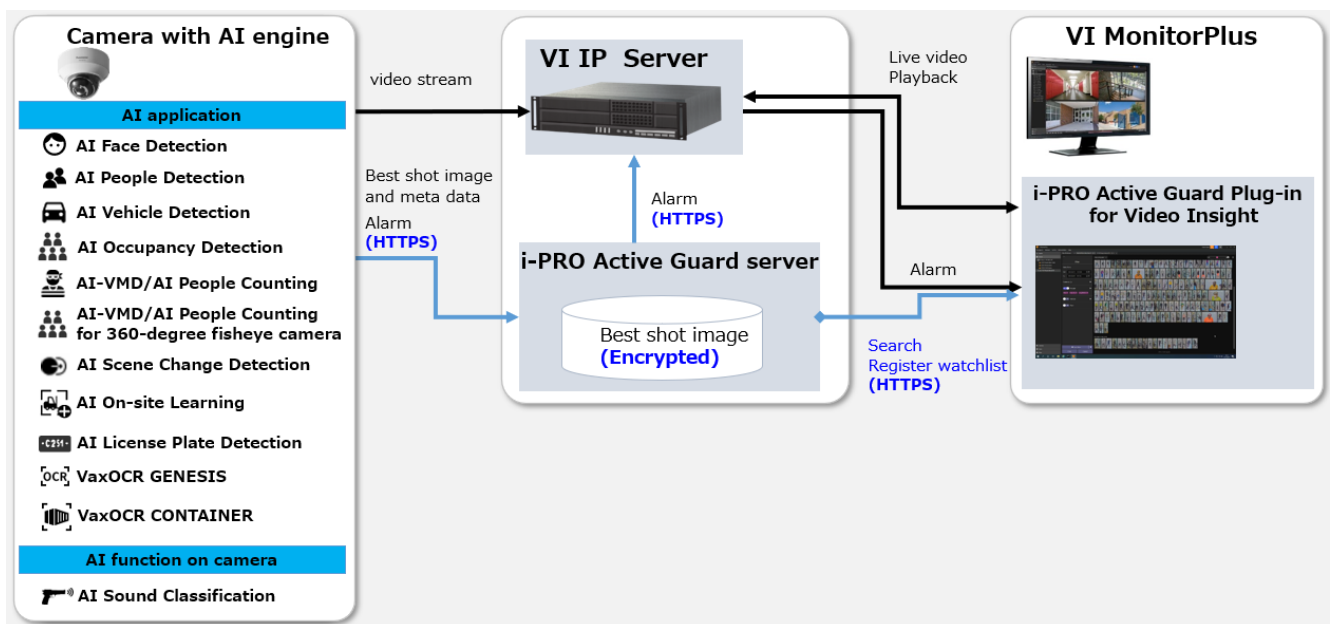 Camera with AI engine
AI application
AI Face Detection
AI People Detection
AI Vehicle Detection
AI Occupancy Detection
AI-VMD/AI People Counting
AI-VMD/AI People Counting
for 360-degree fisheye camera
AI Scene Change Detection
AI On-site Learning
·C251· AI License Plate Detection
OCR VaxOCR GENESIS
VaxOCR CONTAINER
AI function on camera
AI Sound Classification
video stream
Best shot image
and meta data
Alarm
(HTTPS)
VI IP Server
Alarm
(HTTPS)
i-PRO Active Guard server
Best shot image
(Encrypted)
Live video
Playback
Alarm
Search
Register watchlist
(HTTPS)
VI MonitorPlus
i-PRO Active Guard Plug-in
for Video Insight